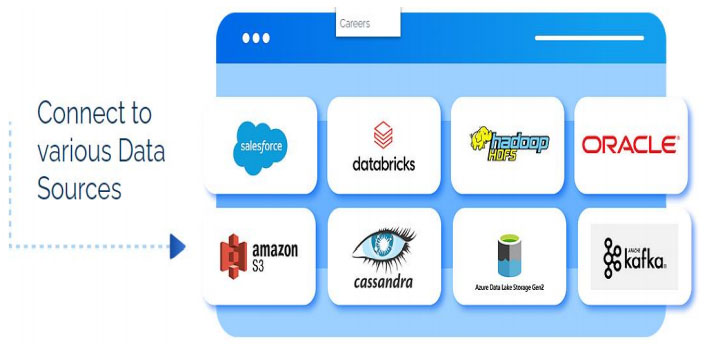 Careers
Connect to
various Data
Sources
salesforce
databricks
hadoop
HDFS
ORACLE®
amazon
S3
cassandra
Azure Data Lake Storage Gen2
APACHE
kafka®